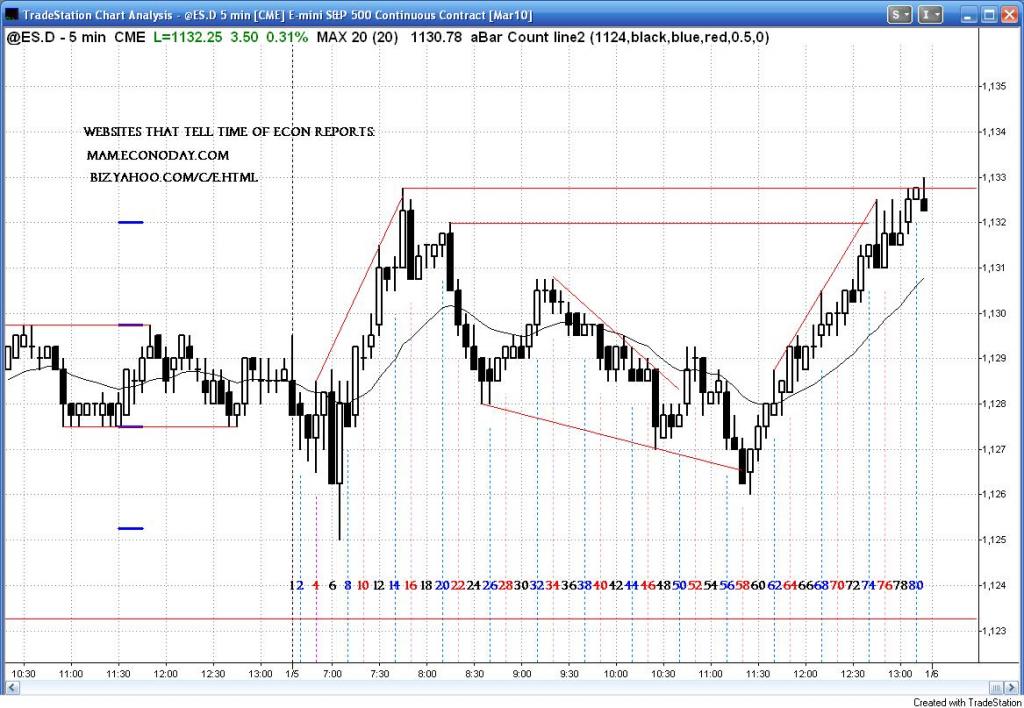 TradeStation Chart Analysis - @ES.D 5 min [CME] E-mini S&P 500 Continuous Contract [Mar10]
S I
@ES.D - 5 min CME L=1132.25 3.50 0.31% MAX 20 (20) 1130.78 aBar Count line2 (1124,black,blue,red,0.5,0)
1,135
WEBSITES THAT TELL TIME OF ECON REPORTS:
1,134
MAM.ECONODAY.COM
BIZ.YAHOO.COM/C/E.HTML
1,133
1,132
1,131
1,130
1,129
1,128
1,127
1,126
1,125
1 2 4 6 8 10 12 14 16 18 20 22 24 26 28 30 32 34 36 38 40 42 44 46 48 50 52 54 56 58 60 62 64 66 68 70 72 74 76 78 80
1,124
1,123
10:30 11:00 11:30 12:00 12:30 13:00 1/5 7:00 7:30 8:00 8:30 9:00 9:30 10:00 10:30 11:00 11:30 12:00 12:30 13:00 1/6
Created with TradeStation